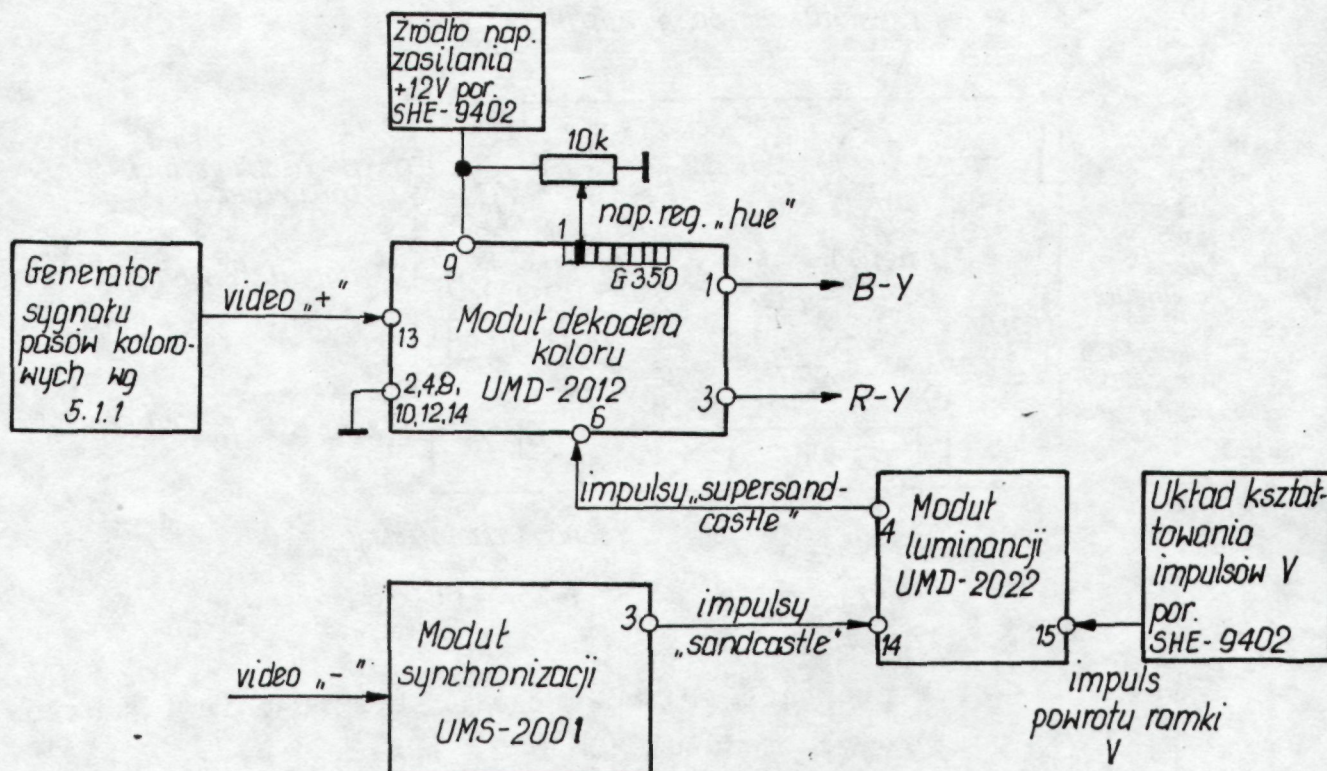 Źródło nap.
zasilania
+12V por.
SHE-9402
10k
nap.reg. „hue"
1
G350
9
Generator
sygnału
pasów koloro-
wych wg
5.1.1
video „+"
13
Moduł dekodera
koloru
UMD-2012
2,4,8,
10,12,14
6
1
B-Y
3
R-Y
impulsy „supersand-
castle"
4
Moduł
luminancji
UMD-2022
14
15
Układ kształ-
towania
impulsów V
por.
SHE-9402
impuls
powrotu ramki
V
video „-"
Moduł
synchronizacji
UMS-2001
3
impulsy
„sandcastle"